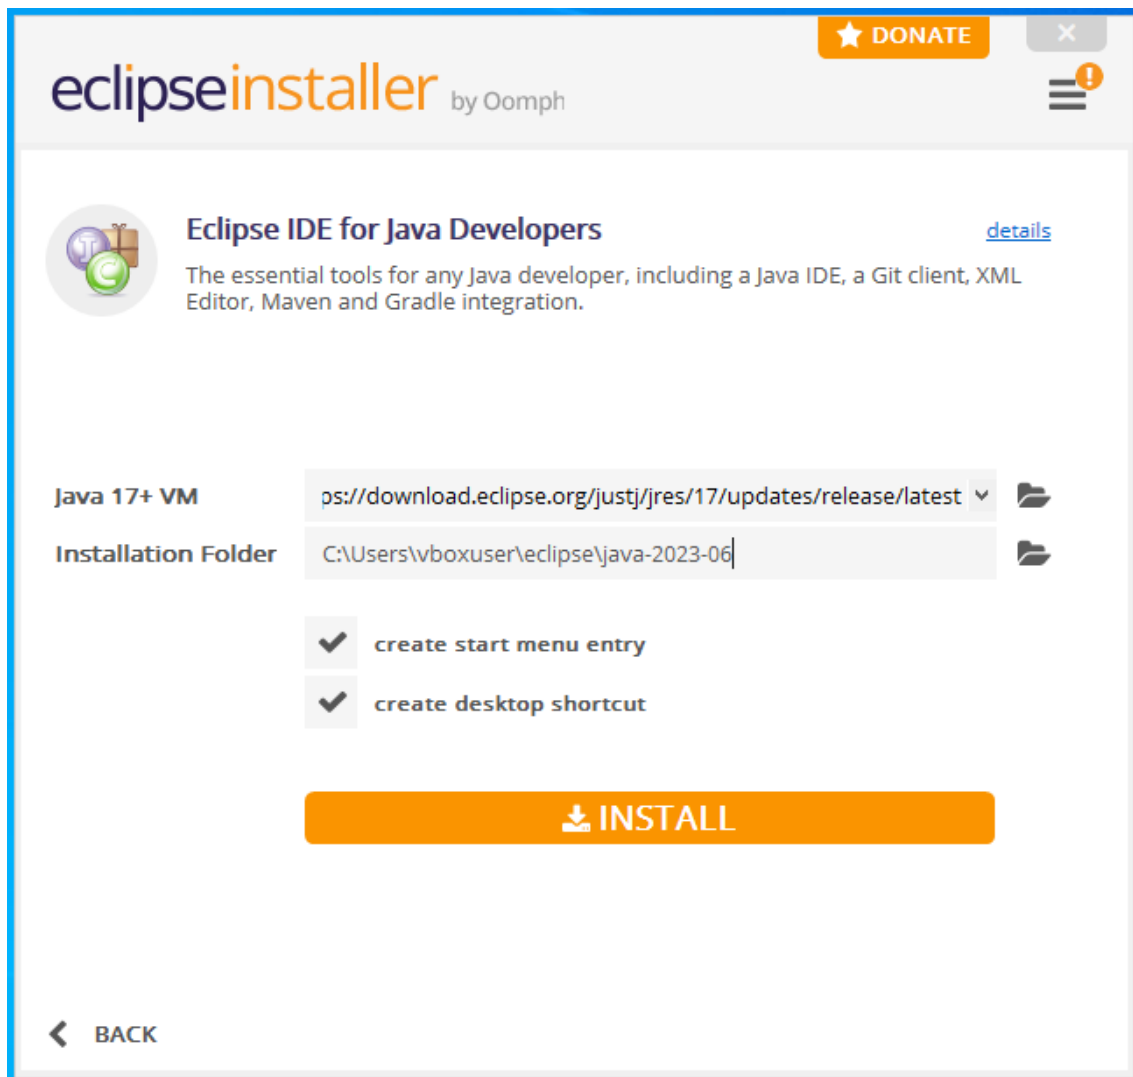 DONATE
eclipseinstaller by Oomph
Eclipse IDE for Java Developers
details
The essential tools for any Java developer, including a Java IDE, a Git client, XML
Editor, Maven and Gradle integration.
Java 17+ VM
ps://download.eclipse.org/justj/jres/17/updates/release/latest
Installation Folder
C:\Users\vboxuser\eclipse\java-2023-06
create start menu entry
create desktop shortcut
INSTALL
BACK